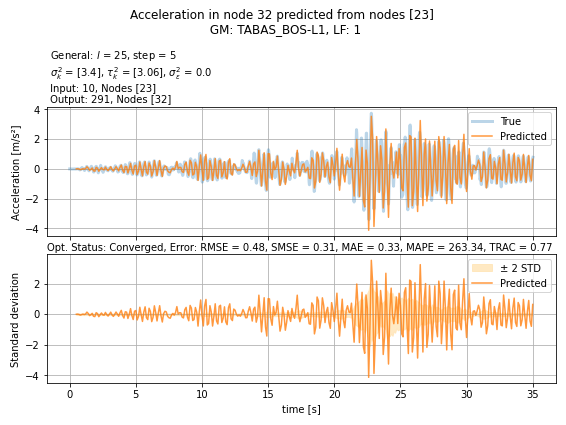 Acceleration in node 32 predicted from nodes [23]
GM: TABAS_BOS-L1, LF: 1
General: l = 25, step = 5
σ²ₖ = [3.4], τ²ₖ = [3.06], σ²ε = 0.0
Input: 10, Nodes [23]
Output: 291, Nodes [32]
4
2
0
−2
−4
Acceleration [m/s²]
True
Predicted
Opt. Status: Converged, Error: RMSE = 0.48, SMSE = 0.31, MAE = 0.33, MAPE = 263.34, TRAC = 0.77
2
0
−2
−4
Standard deviation
± 2 STD
Predicted
0 5 10 15 20 25 30 35
time [s]